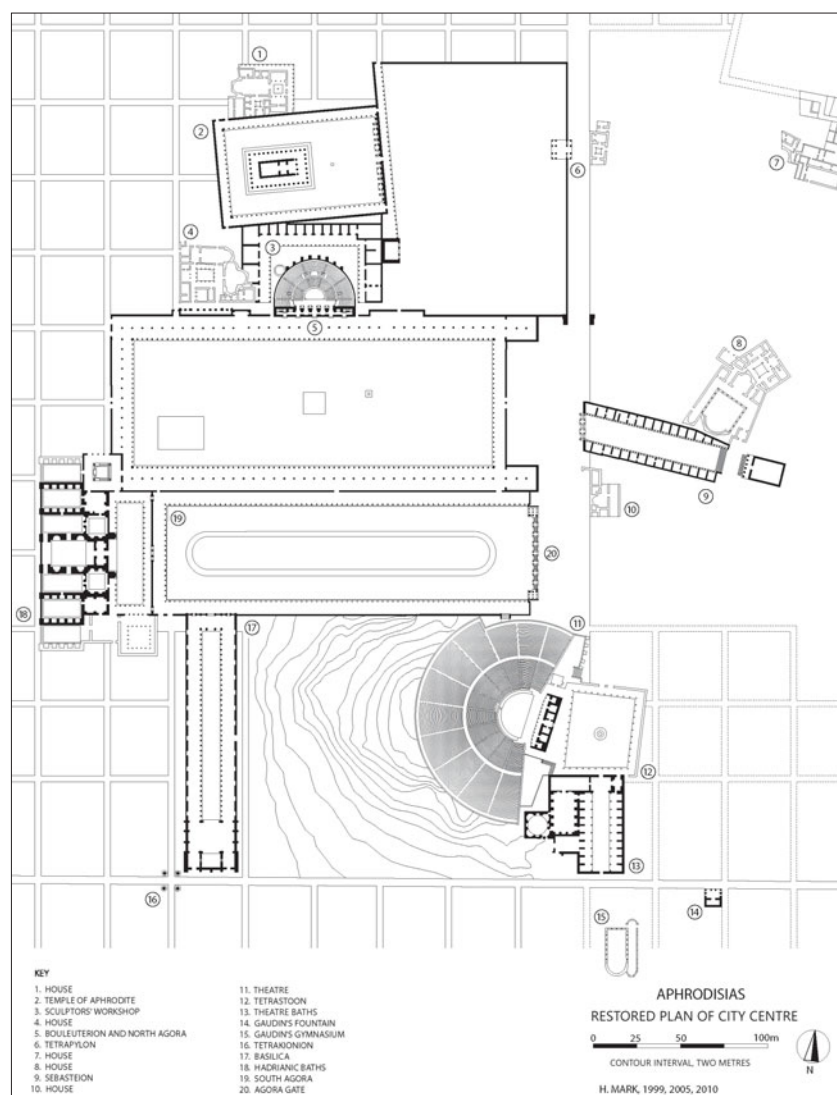 1
2
3
4
5
6
7
8
9
10
11
12
13
14
15
16
17
18
19
20
KEY
1. HOUSE
2. TEMPLE OF APHRODITE
3. SCULPTORS' WORKSHOP
4. HOUSE
5. BOULEUTERION AND NORTH AGORA
6. TETRAPYLON
7. HOUSE
8. HOUSE
9. SEBASTEION
10. HOUSE
11. THEATRE
12. TETRASTOON
13. THEATRE BATHS
14. GAUDIN'S FOUNTAIN
15. GAUDIN'S GYMNASIUM
16. TETRAKIONION
17. BASILICA
18. HADRIANIC BATHS
19. SOUTH AGORA
20. AGORA GATE
APHRODISIAS
RESTORED PLAN OF CITY CENTRE
0 25 50 100m
CONTOUR INTERVAL, TWO METRES
N
H. MARK, 1999, 2005, 2010